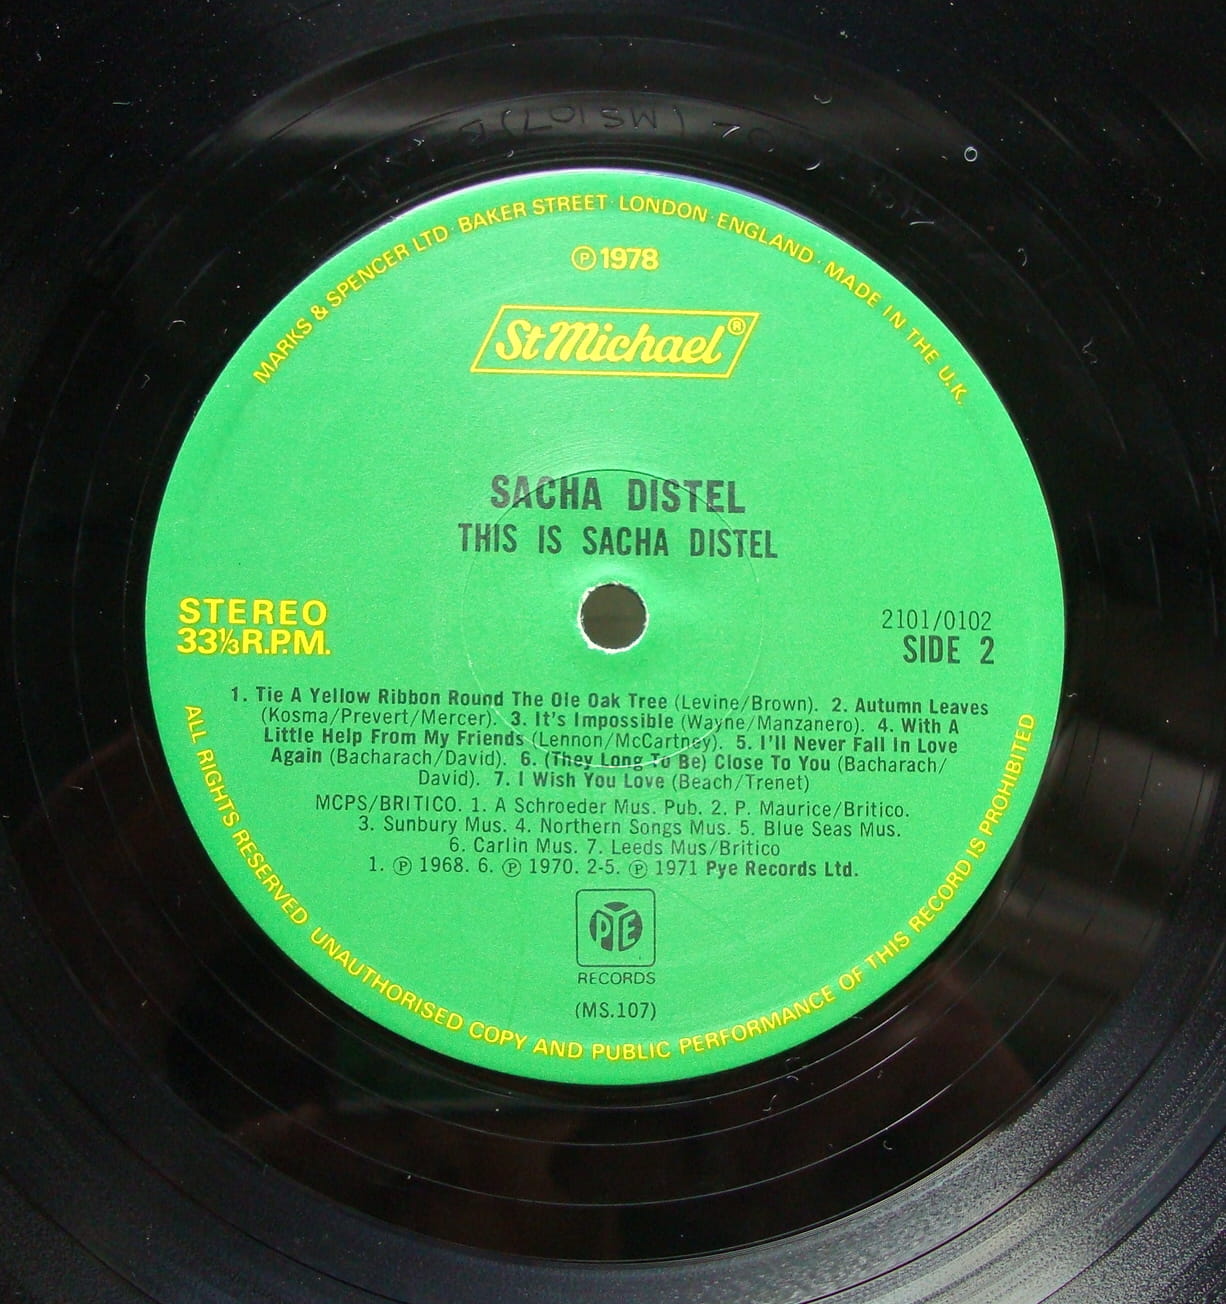 MARKS & SPENCER LTD · BAKER STREET · LONDON · ENGLAND · MADE IN THE U.K.
℗ 1978
St Michael ®
SACHA DISTEL
THIS IS SACHA DISTEL
STEREO
33⅓ R.P.M.
2101/0102
SIDE 2
1. Tie A Yellow Ribbon Round The Ole Oak Tree (Levine/Brown). 2. Autumn Leaves
(Kosma/Prevert/Mercer). 3. It's Impossible (Wayne/Manzanero). 4. With A
Little Help From My Friends (Lennon/McCartney). 5. I'll Never Fall In Love
Again (Bacharach/David). 6. (They Long To Be) Close To You (Bacharach/
David). 7. I Wish You Love (Beach/Trenet)
MCPS/BRITICO. 1. A Schroeder Mus. Pub. 2. P. Maurice/Britico.
3. Sunbury Mus. 4. Northern Songs Mus. 5. Blue Seas Mus.
6. Carlin Mus. 7. Leeds Mus/Britico
1. ℗ 1968. 6. ℗ 1970. 2-5. ℗ 1971 Pye Records Ltd.
PYE
RECORDS
(MS.107)
ALL RIGHTS RESERVED UNAUTHORISED COPY AND PUBLIC PERFORMANCE OF THIS RECORD IS PROHIBITED